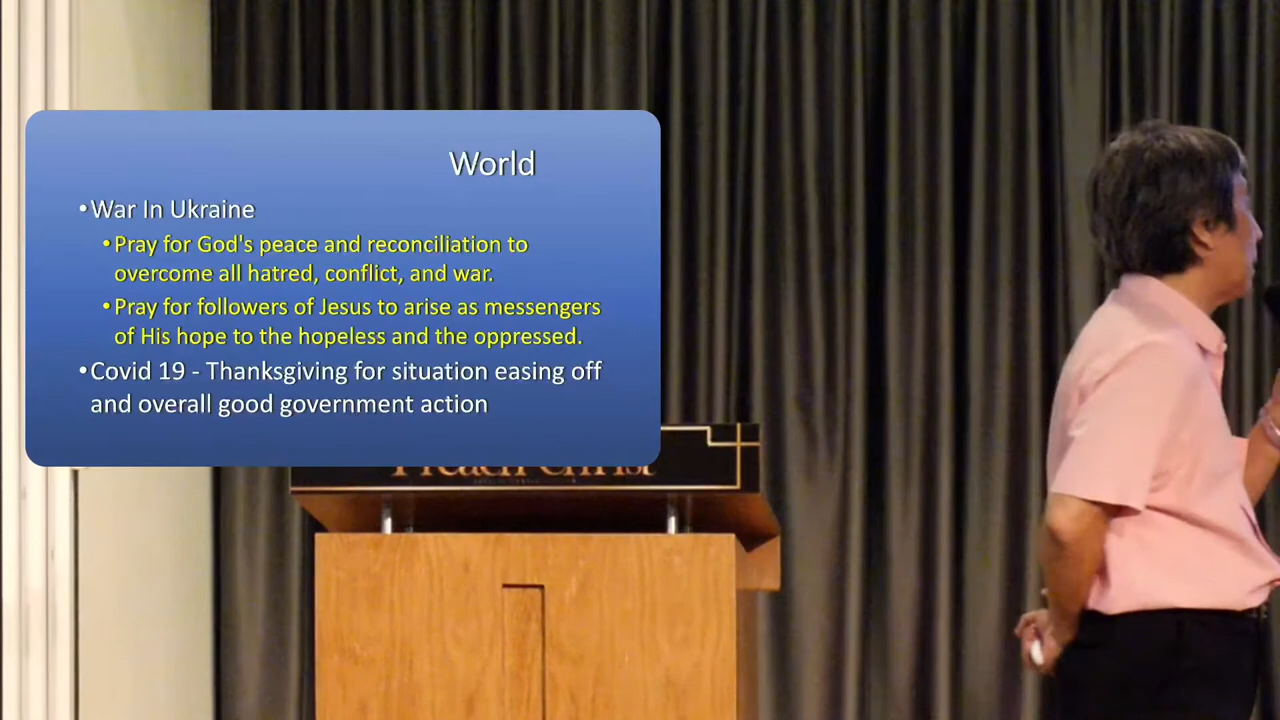 World
•War In Ukraine
•Pray for God's peace and reconciliation to
overcome all hatred, conflict, and war.
•Pray for followers of Jesus to arise as messengers
of His hope to the hopeless and the oppressed.
•Covid 19 - Thanksgiving for situation easing off
and overall good government action
Preach Christ